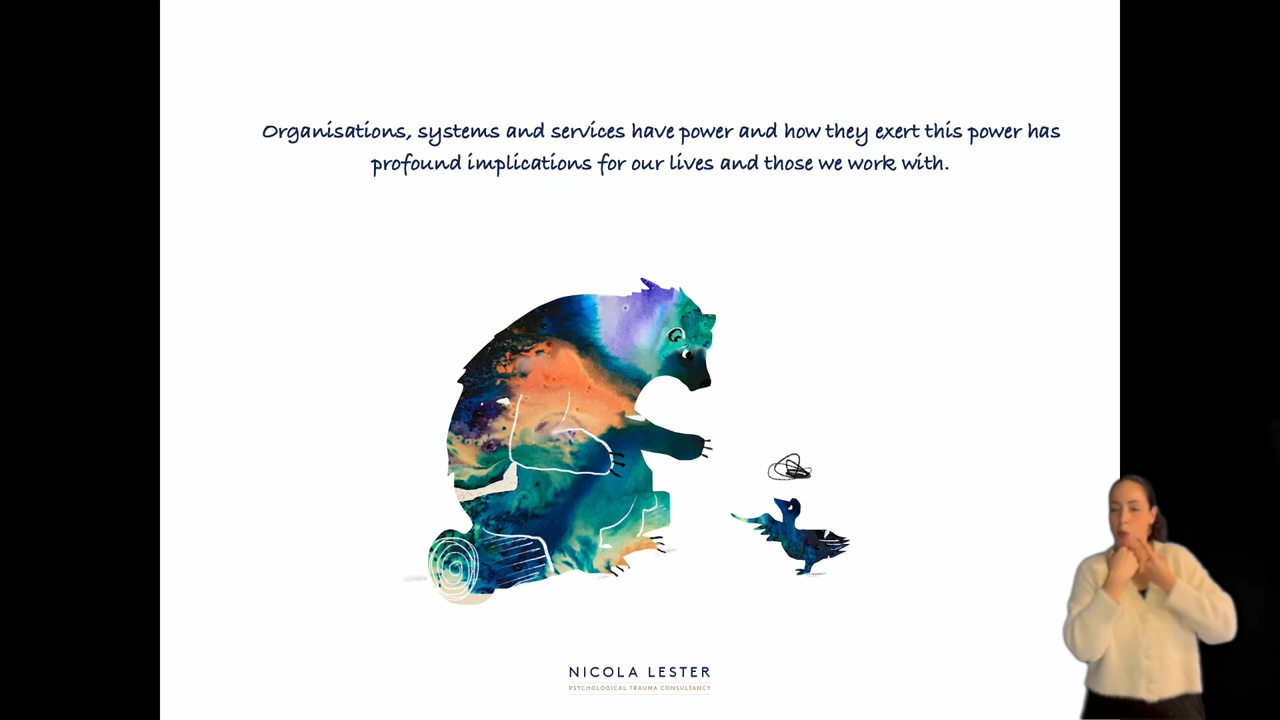 Organisations, systems and services have power and how they exert this power has
profound implications for our lives and those we work with.
NICOLA LESTER
PSYCHOLOGICAL TRAUMA CONSULTANCY